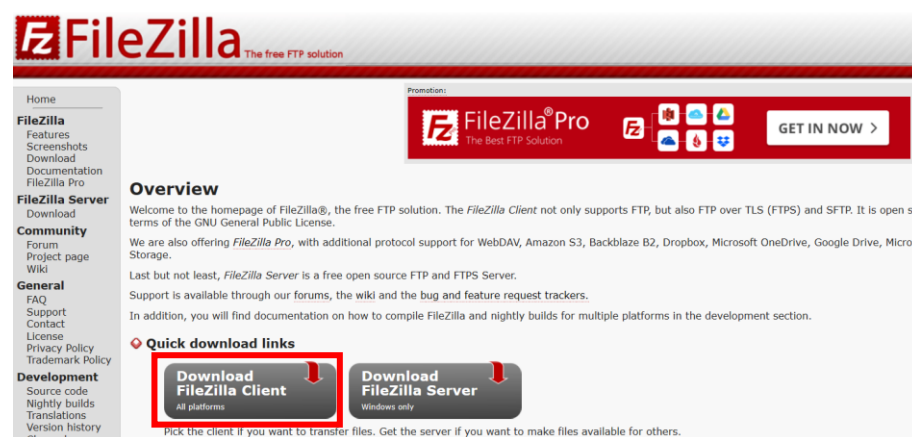 FileZilla The free FTP solution
Home
FileZilla
Features
Screenshots
Download
Documentation
FileZilla Pro
FileZilla Server
Download
Community
Forum
Project page
Wiki
General
FAQ
Support
Contact
License
Privacy Policy
Trademark Policy
Development
Source code
Nightly builds
Translations
Version history
Promotion:
FileZilla® Pro
The Best FTP Solution
GET IN NOW >
Overview
Welcome to the homepage of FileZilla®, the free FTP solution. The FileZilla Client not only supports FTP, but also FTP over TLS (FTPS) and SFTP. It is open s
terms of the GNU General Public License.
We are also offering FileZilla Pro, with additional protocol support for WebDAV, Amazon S3, Backblaze B2, Dropbox, Microsoft OneDrive, Google Drive, Micro
Storage.
Last but not least, FileZilla Server is a free open source FTP and FTPS Server.
Support is available through our forums, the wiki and the bug and feature request trackers.
In addition, you will find documentation on how to compile FileZilla and nightly builds for multiple platforms in the development section.
Quick download links
Download
FileZilla Client
All platforms
Download
FileZilla Server
Windows only
Pick the client if you want to transfer files. Get the server if you want to make files available for others.